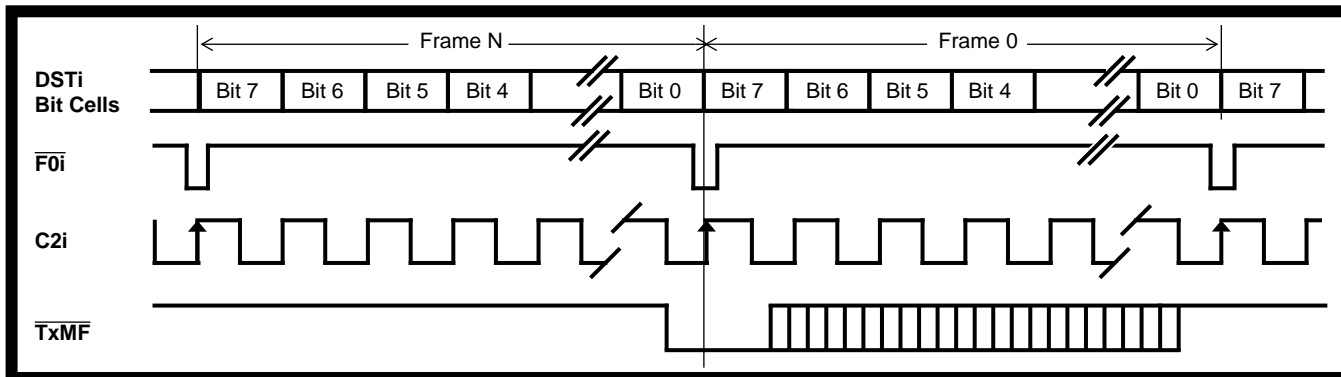 Frame N Frame 0
DSTi
Bit Cells
Bit 7 Bit 6 Bit 5 Bit 4 Bit 0 Bit 7 Bit 6 Bit 5 Bit 4 Bit 0 Bit 7
F0i
C2i
TxMF